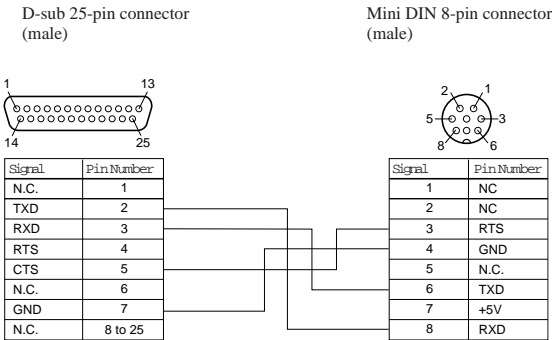 D-sub 25-pin connector
(male)
Mini DIN 8-pin connector
(male)
1 13
14 25
2 1
5 3
8 6
Signal Pin Number
N.C. 1
TXD 2
RXD 3
RTS 4
CTS 5
N.C. 6
GND 7
N.C. 8 to 25
Signal Pin Number
1 NC
2 NC
3 RTS
4 GND
5 N.C.
6 TXD
7 +5V
8 RXD